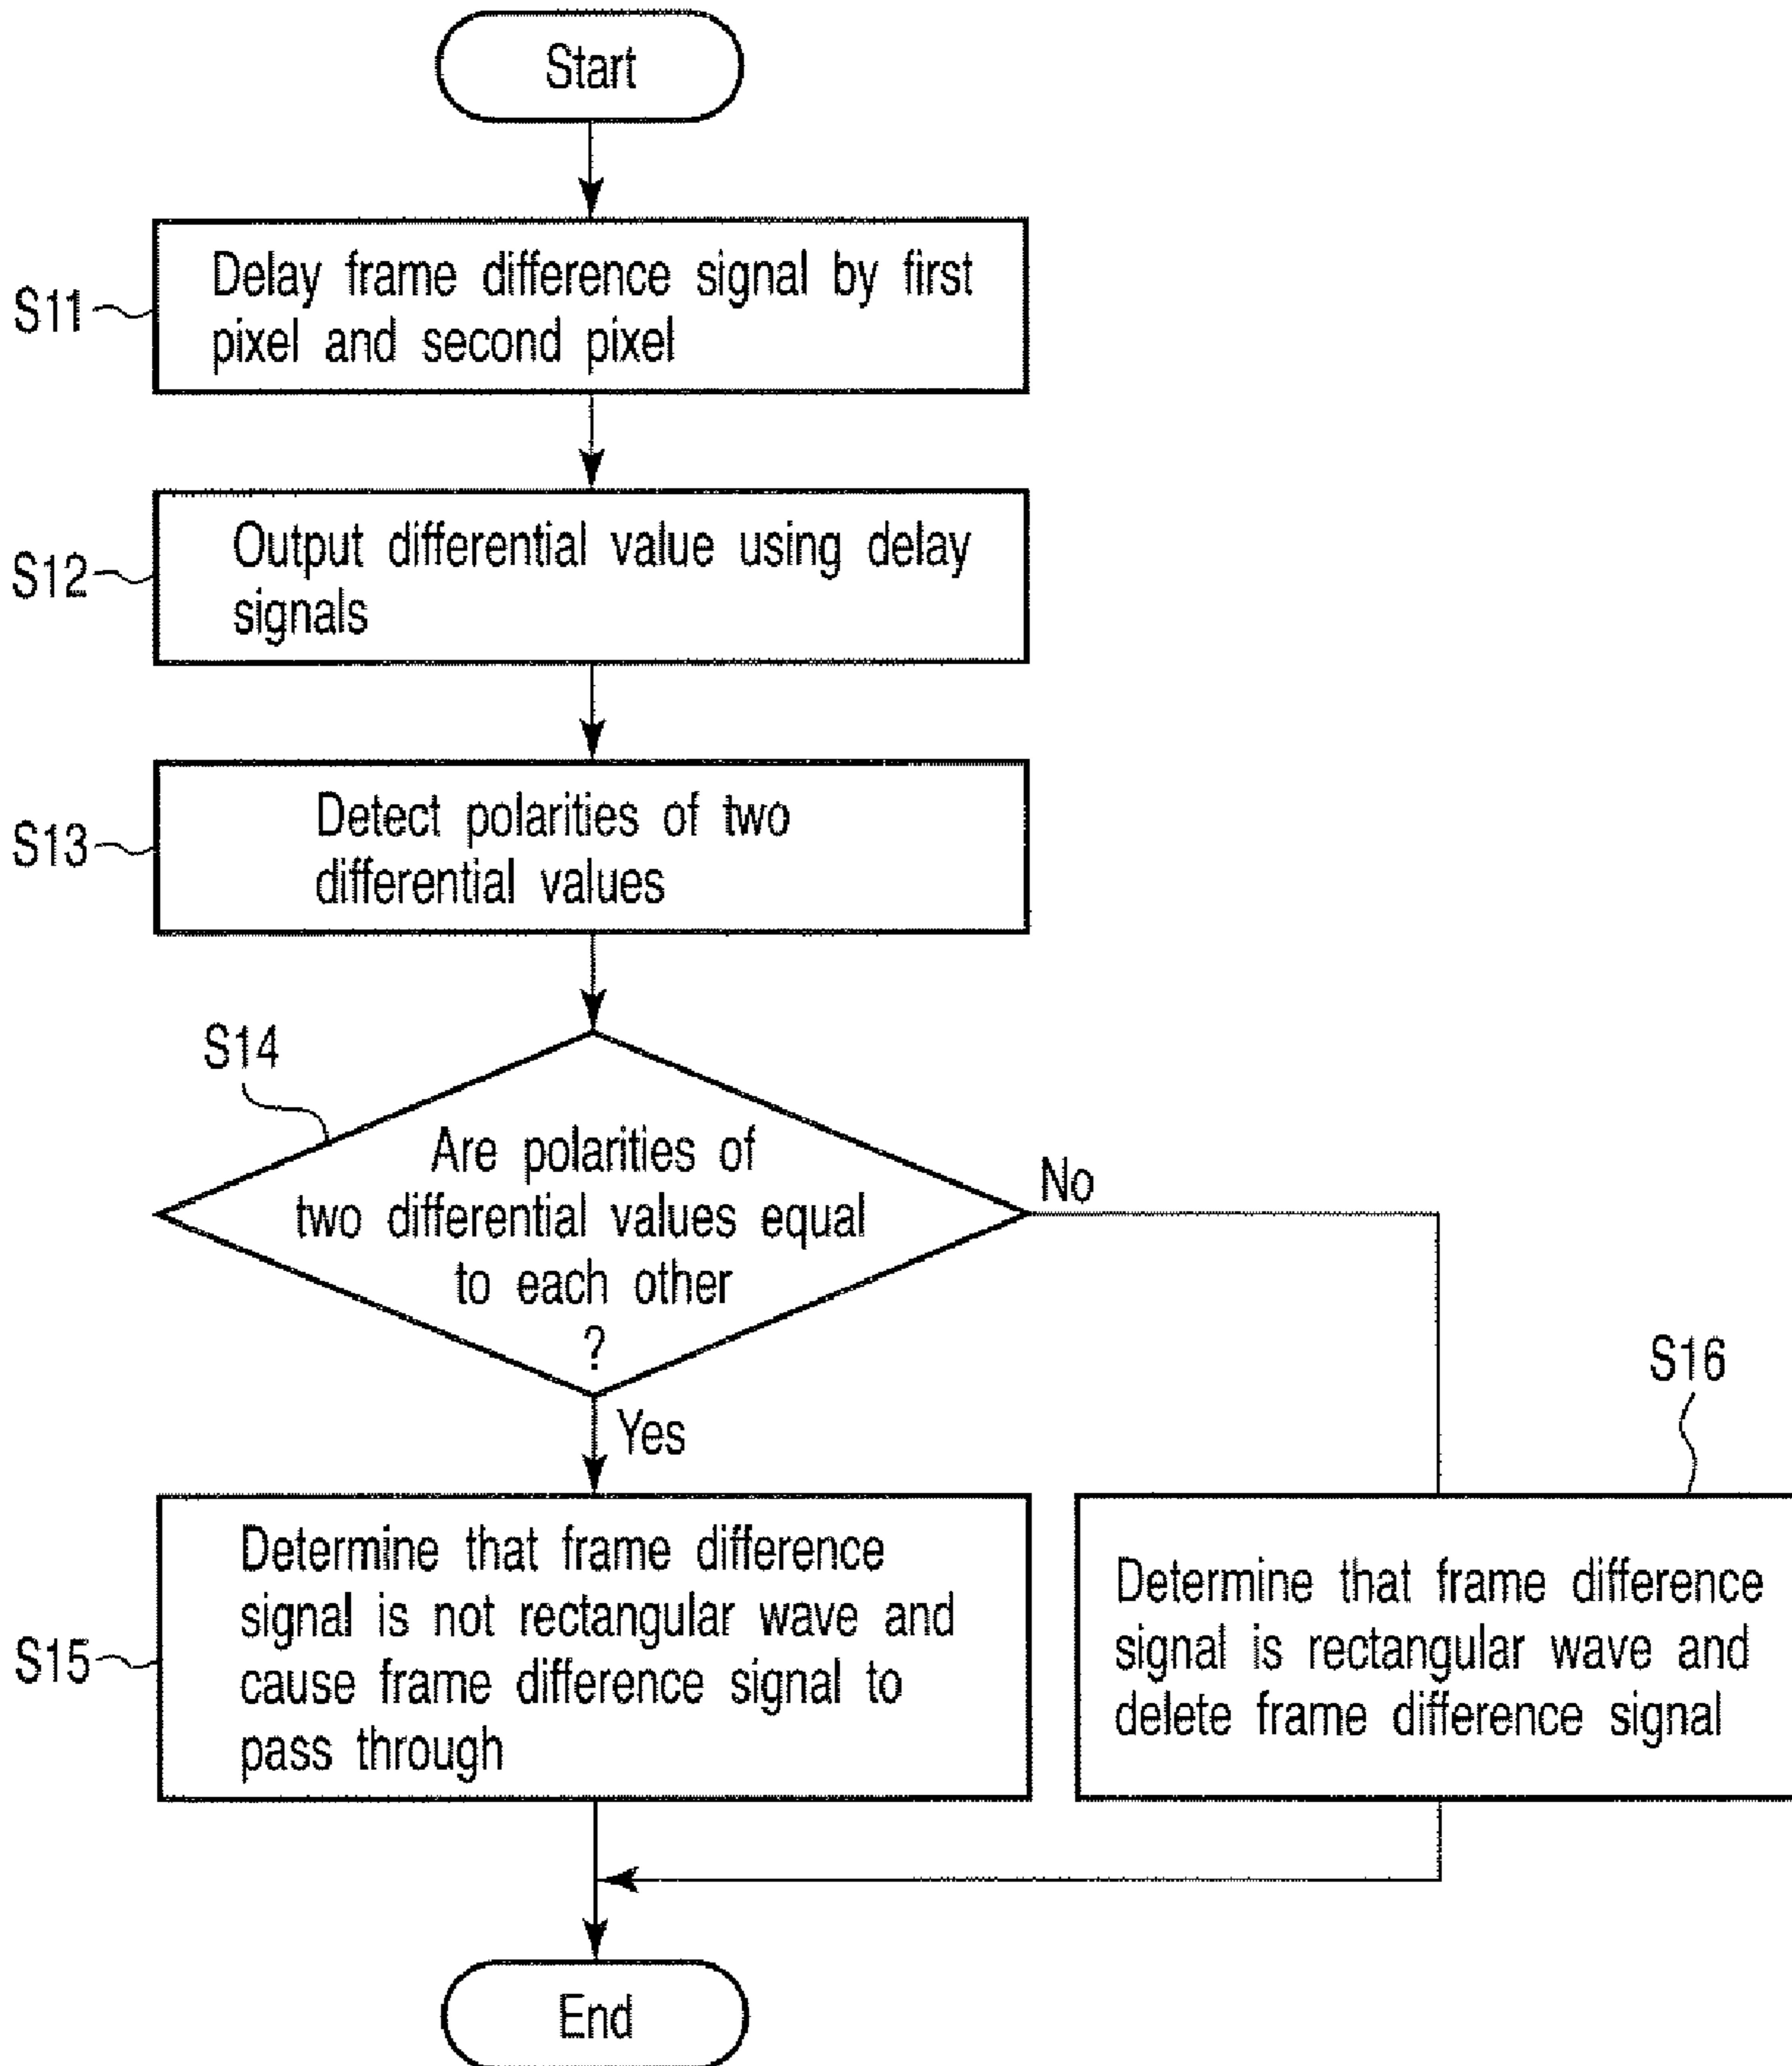 Start
S11
Delay frame difference signal by first
pixel and second pixel
S12
Output differential value using delay
signals
S13
Detect polarities of two
differential values
S14
Are polarities of
two differential values equal
to each other
?
No
Yes
S16
S15
Determine that frame difference
signal is not rectangular wave and
cause frame difference signal to
pass through
Determine that frame difference
signal is rectangular wave and
delete frame difference signal
End